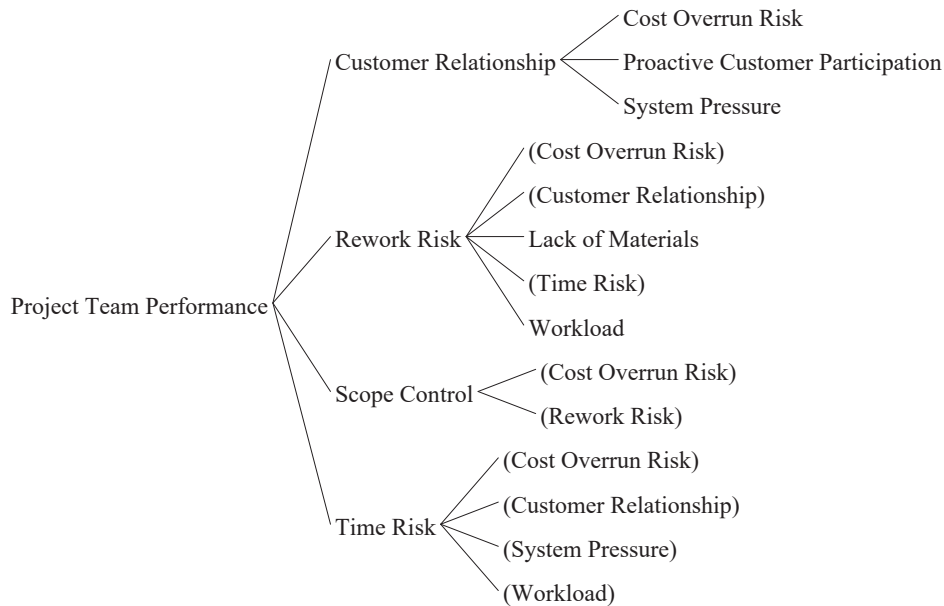 Cost Overrun Risk
Customer Relationship
Proactive Customer Participation
System Pressure
(Cost Overrun Risk)
(Customer Relationship)
Rework Risk
Lack of Materials
(Time Risk)
Project Team Performance
Workload
(Cost Overrun Risk)
Scope Control
(Rework Risk)
(Cost Overrun Risk)
(Customer Relationship)
Time Risk
(System Pressure)
(Workload)